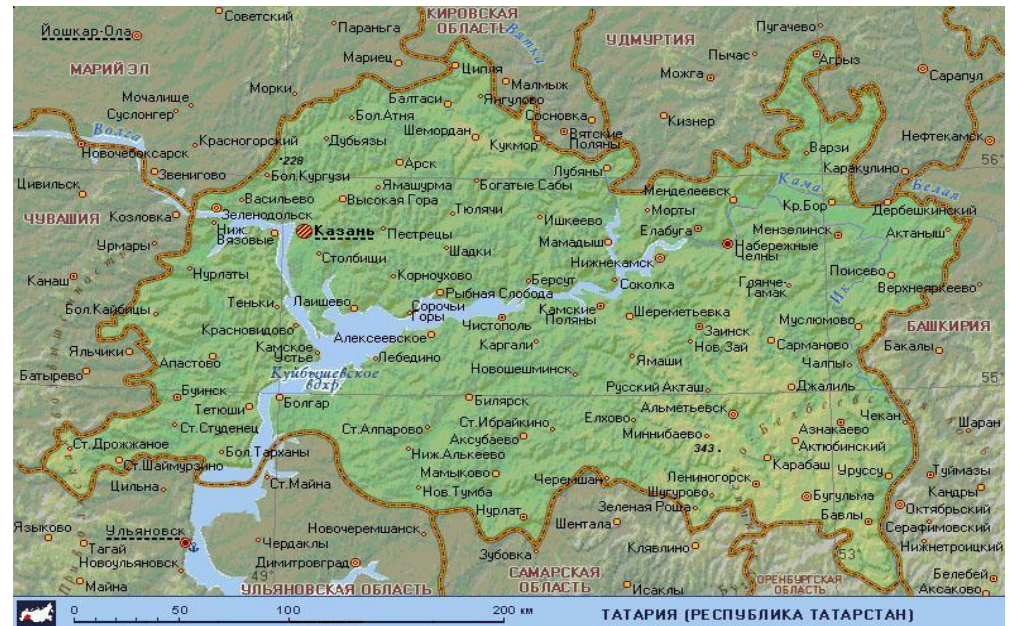 Советский
КИРОВСКАЯ
ОБЛАСТЬ
Параньга
Пугачево
Йошкар-Ола
Вятка
УДМУРТИЯ
Пычас
Агрыз
Мариец
Ципля
МАРИЙ ЭЛ
Можга
Сарапул
Малмыж
Морки
Янгулово
Мочалище
Балтаси
Суслонгер
Бол.Атня
Сосновка
Кизнер
Волга
Шемордан
Вятские
Поляны
Нефтекамск
Красногорский
Дубьязы
Кукмор
Новочебоксарск
Варзи
228
Арск
56°
Звенигово
Бол.Кургузи
Лубяны
Каракулино
Ямашурма
Богатые Сабы
Кама
Белая
Цивильск
Менделеевск
Васильево
Высокая Гора
Кр.Бор
Тюлячи
Морты
Дербешкинский
ЧУВАШИЯ
Козловка
Зеленодольск
Ишкеево
Ниж.
Вязовые
Казань
Пестрецы
Елабуга
Мензелинск
Актаныш
Урмары
Мамадыш
Набережные
Челны
Шадки
Столбищи
Нижнекамск
Канаш
Нурлаты
Корноухово
Берсут
Соколка
Поисево
Глянче-
Тамак
Ик
Верхнеяркеево
Рыбная Слобода
Теньки
Лаишево
Бол.Кайбицы
Сорочьи
Горы
Камские
Поляны
Шереметьевка
Муслюмово
Красновидово
Чистополь
БАШКИРИЯ
Алексеевское
Заинск
Каргали
Нов.Зай
Сарманово
Бакалы
Яльчики
Камское
Устье
Апастово
Лебедино
Ямаши
Чалпы
Батырево
Куйбышевское
вдхр.
Новошешминск
55°
Русский Акташ
Джалиль
Буинск
Болгар
Билярск
Тетюши
Альметьевск
Чекан
Елхово
Шаран
Ст.Студенец
Ст.Алпарово
Ст.Ибрайкино
Азнакаево
Аксубаево
Миннибаево
Ст.Дрожжаное
Актюбинский
343
Бол.Тарханы
Ниж.Алькеево
Карабаш
Ст.Шаймурзино
Мамыково
Уруссу
Туймазы
Черемшан
Лениногорск
Цильна
Ст.Майна
Нов.Тумба
Шугурово
Кандры
Бугульма
Зеленая Роща
Октябрьский
Нурлат
Бавлы
Языково
Ульяновск
Новочеремшанск
Шентала
Серафимовский
Тагай
Чердаклы
Клявлино
Нижнетроицкий
Зубовка
53°
Новоульяновск
Димитровград
49°
САМАРСКАЯ
ОБЛАСТЬ
Белебей
Майна
УЛЬЯНОВСКАЯ ОБЛАСТЬ
Исаклы
ОРЕНБУРГСКАЯ
ОБЛАСТЬ
Аксаково
0 50 100 200 км
ТАТАРИЯ (РЕСПУБЛИКА ТАТАРСТАН)